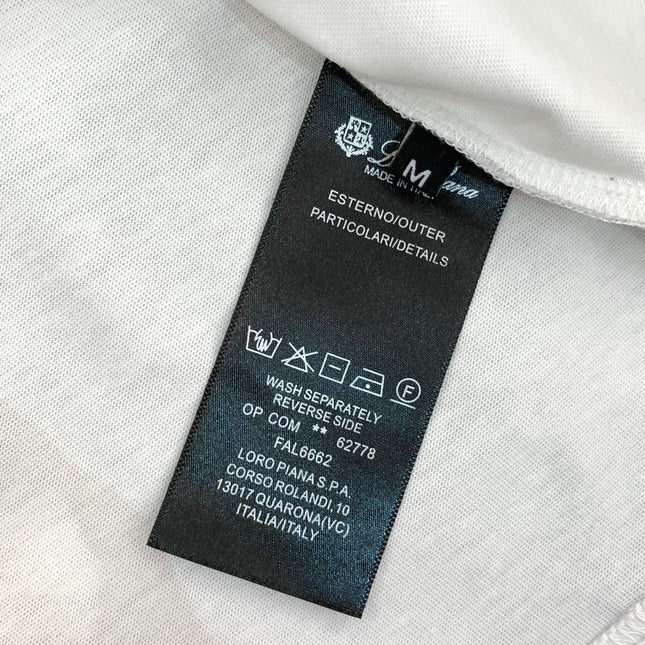 M
MADE IN
ESTERNO/OUTER
PARTICOLARI/DETAILS
F
WASH SEPARATELY
REVERSE SIDE
OP COM ** 62778
FAL6662
LORO PIANA S.P.A.
CORSO ROLANDI,10
13017 QUARONA(VC)
ITALIA/ITALY